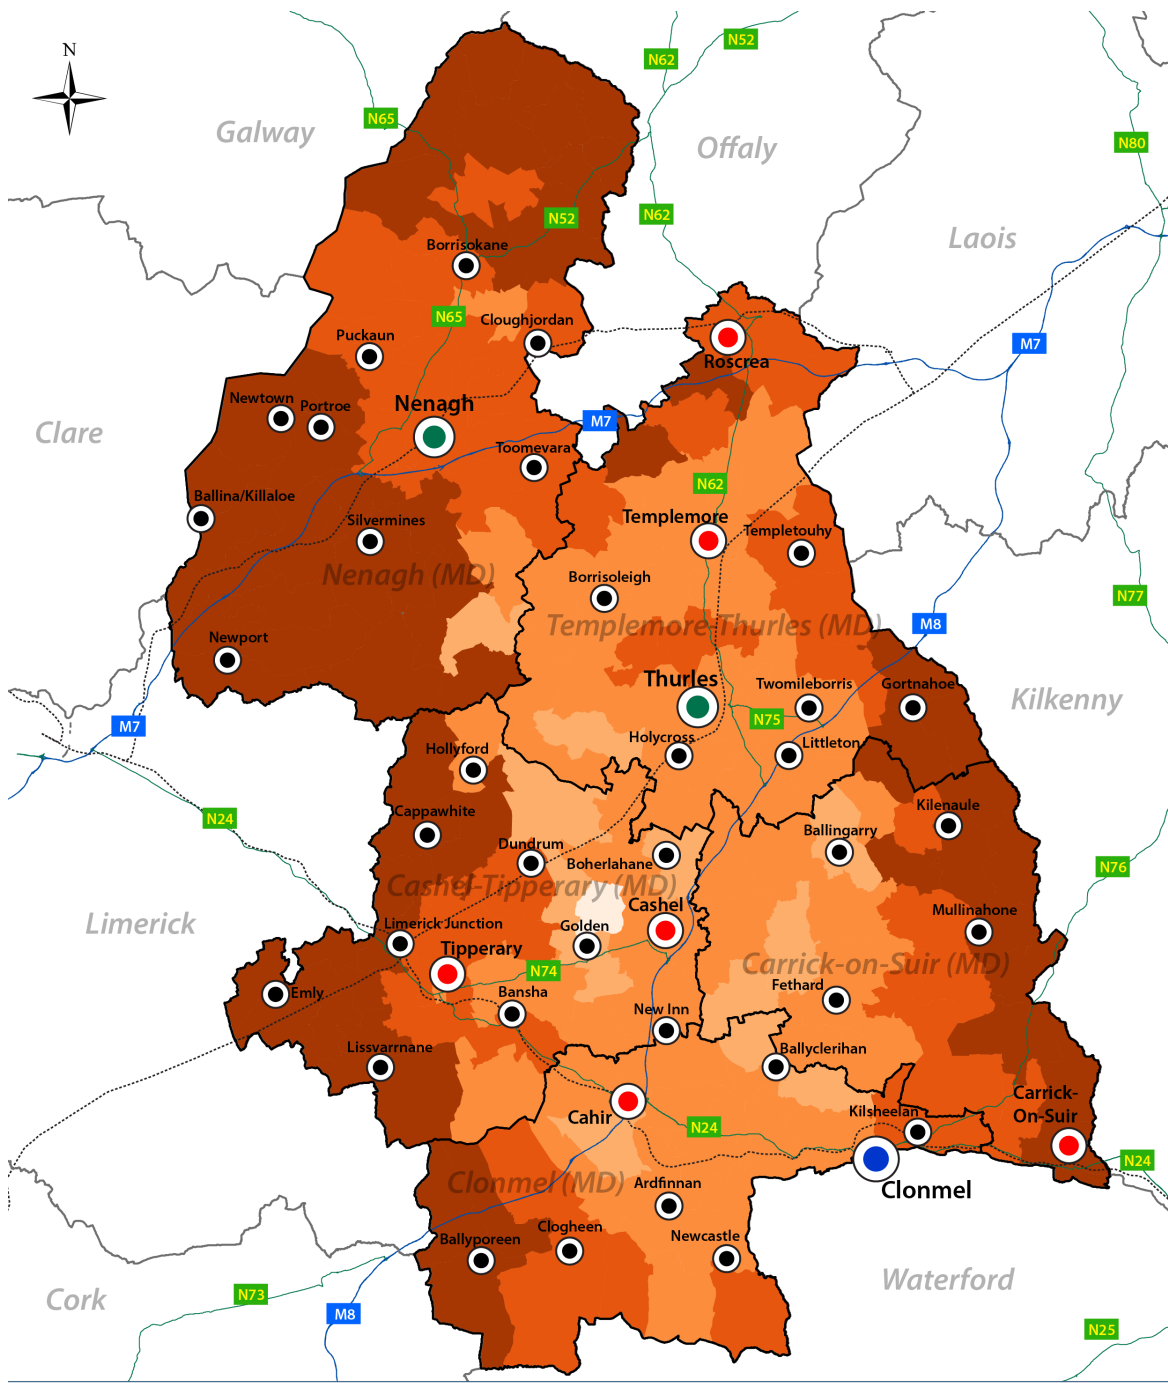 N
N52
N62
N65
Galway
Offaly
N80
N62
N52
Laois
Borrisokane
N65
Cloughjordan
Puckaun
M7
Roscrea
Newtown
Portroe
Nenagh
M7
Clare
Toomevara
N62
Ballina/Killaloe
Silvermines
Templemore
Templetouhy
Nenagh (MD)
Borrisoleigh
N77
Templemore-Thurles (MD)
M8
Newport
Thurles
Twomileborris
Gortnahoe
Kilkenny
N75
M7
Holycross
Littleton
Hollyford
N24
Cappawhite
Kilenaule
Ballingarry
Dundrum
Boherlahane
N76
Cashel-Tipperary (MD)
Cashel
Mullinahone
Limerick
Limerick Junction
Golden
Tipperary
Carrick-on-Suir (MD)
N74
Emly
Bansha
Fethard
New Inn
Lissvarrnane
Ballyclerihan
Carrick-
On-Suir
Cahir
Kilsheelan
N24
N24
Clonmel (MD)
Ardfinnan
Clonmel
Clogheen
Ballyporeen
Newcastle
Waterford
Cork
N73
M8
N25